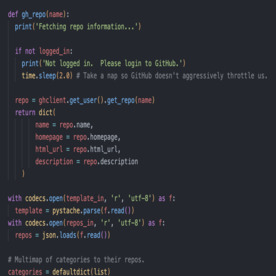 def gh_repo(name):
print('Fetching repo information...')
if not logged_in:
print('Not logged in.  Please login to GitHub.')
time.sleep(2.0) # Take a nap so GitHub doesn't aggressively throttle us.
repo = ghclient.get_user().get_repo(name)
return dict(
name = repo.name,
homepage = repo.homepage,
html_url = repo.html_url,
description = repo.description
)
with codecs.open(template_in, 'r', 'utf-8') as f:
template = pystache.parse(f.read())
with codecs.open(repos_in, 'r', 'utf-8') as f:
repos = json.loads(f.read())
# Multimap of categories to their repos.
categories = defaultdict(list)